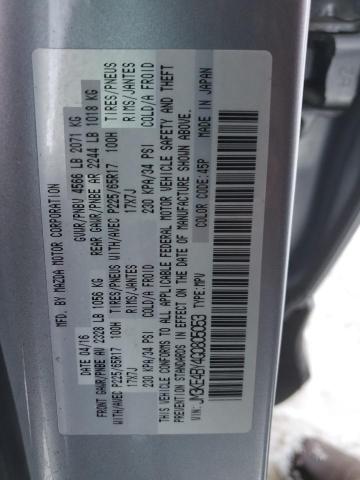 MFD. BY MAZDA MOTOR CORPORATION
04/16 GVWR/PNBV 4566 LB 2071 KG
FRONT GAWR/PNBE AV 2328 LB 1056 KG REAR GAWR/PNBE AR 2244 LB 1018 KG
WITH/AVEC P225/65R17 100H TIRES/PNEUS WITH/AVEC P225/65R17 100H TIRES/PNEUS
17X7J RIMS/JANTES 17X7J RIMS/JANTES
230 KPA/34 PSI COLD/A FROID 230 KPA/34 PSI COLD/A FROID
THIS VEHICLE CONFORMS TO ALL APPLICABLE FEDERAL MOTOR VEHICLE SAFETY AND THEFT
PREVENTION STANDARDS IN EFFECT ON THE DATE OF MANUFACTURE SHOWN ABOVE.
VIN: TYPE: MPV COLOR CODE: 45P MADE IN JAPAN